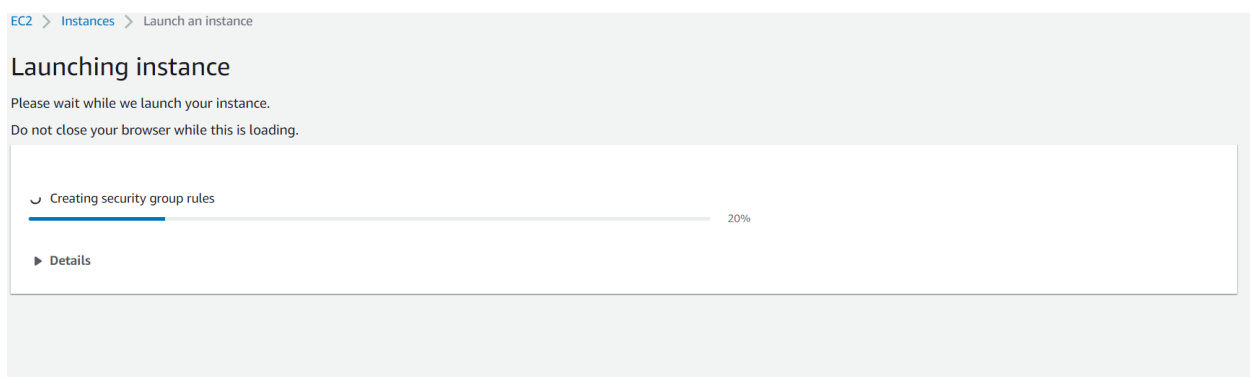 EC2 > Instances > Launch an instance
Launching instance
Please wait while we launch your instance.
Do not close your browser while this is loading.
Creating security group rules
20%
Details